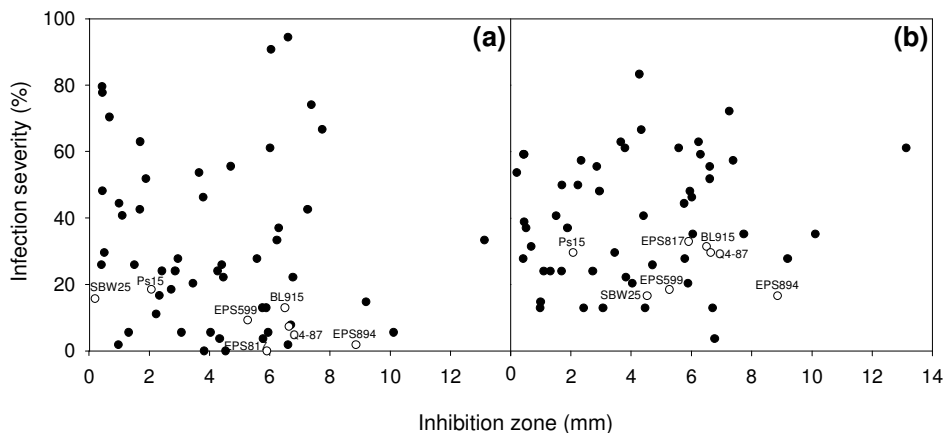 100
80
60
40
20
0
Infection severity (%)
(a)
SBW25
Ps15
EPS599
BL915
Q4-87
EPS817
EPS894
0 2 4 6 8 10 12
(b)
Ps15
EPS817
BL915
Q4-87
EPS599
SBW25
EPS894
0 2 4 6 8 10 12 14
Inhibition zone (mm)